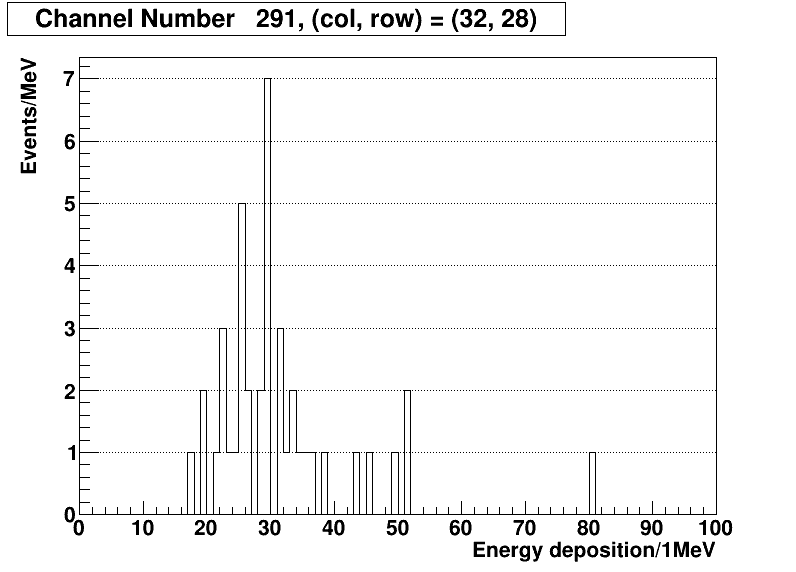 Channel Number 291, (col, row) = (32, 28)
Events/MeV
7
6
5
4
3
2
1
0
0 10 20 30 40 50 60 70 80 90 100
Energy deposition/1MeV